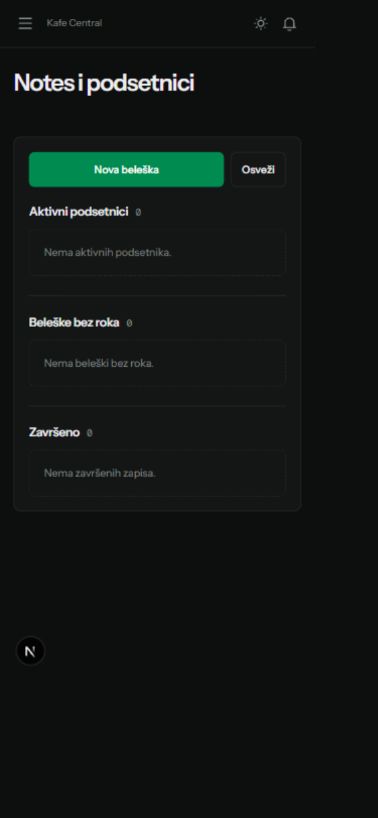 Kafe Central
Notes i podsetnici
Nova beleška
Osveži
Aktivni podsetnici 0
Nema aktivnih podsetnika.
Beleške bez roka 0
Nema beleški bez roka.
Završeno 0
Nema završenih zapisa.
N